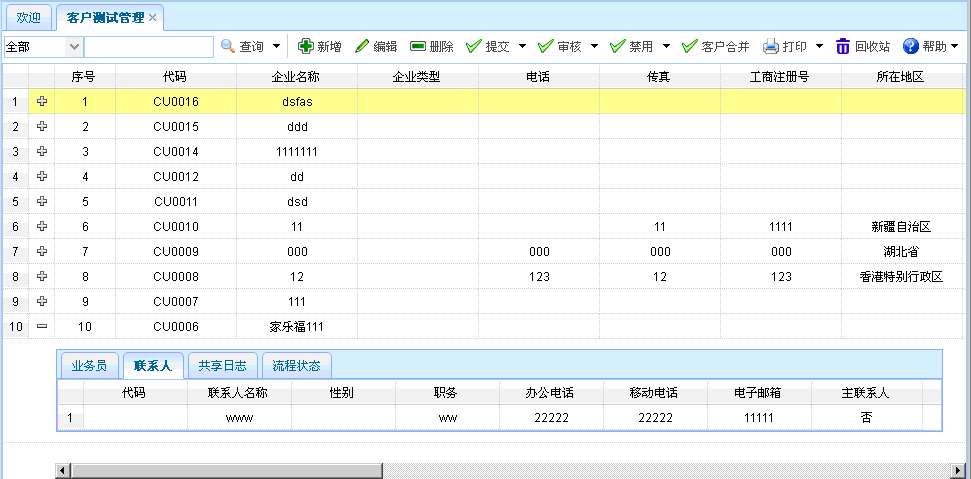 欢迎 客户测试管理
全部 查询 新增 编辑 删除 提交 审核 禁用 客户合并 打印 回收站 帮助
序号 代码 企业名称 企业类型 电话 传真 工商注册号 所在地区
1 1 CU0016 dsfas
2 2 CU0015 ddd
3 3 CU0014 1111111
4 4 CU0012 dd
5 5 CU0011 dsd
6 6 CU0010 11 11 1111 新疆自治区
7 7 CU0009 000 000 000 000 湖北省
8 8 CU0008 12 123 12 123 香港特别行政区
9 9 CU0007 111
10 10 CU0006 家乐福111
业务员 联系人 共享日志 流程状态
代码 联系人名称 性别 职务 办公电话 移动电话 电子邮箱 主联系人
1 www ww 22222 22222 11111 否